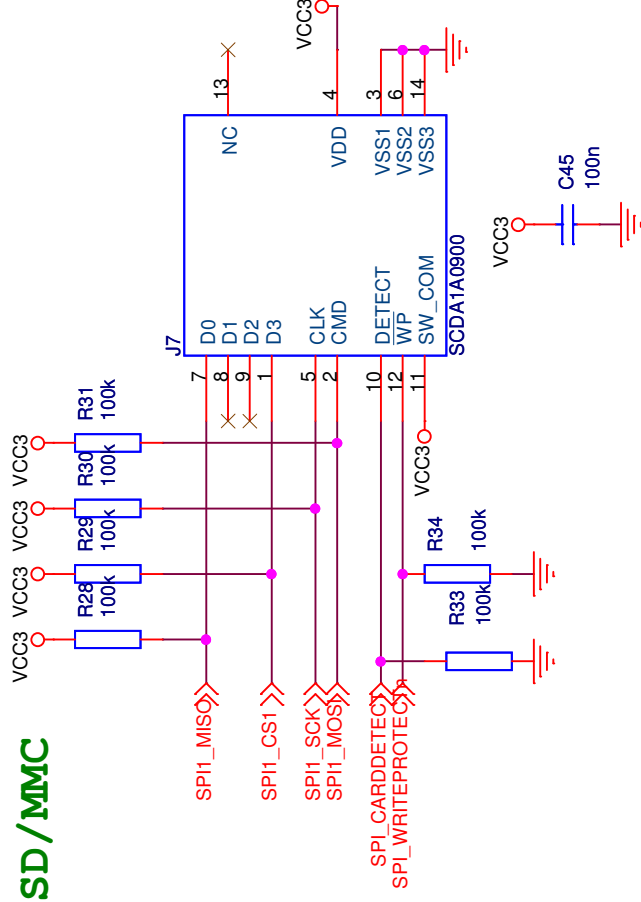 SD/MMC
VCC3
VCC3
VCC3
VCC3
R28
100k
R29
100k
R30
100k
R31
100k
SPI1_MISO
SPI1_CS1
SPI1_SCK
SPI1_MOSI
SPI_CARDDETECT
SPI_WRITEPROTECTn
R33
100k
R34
100k
VCC3
7
8
9
1
5
2
10
12
11
J7
D0
D1
D2
D3
CLK
CMD
DETECT
WP
SW_COM
SCDA1A0900
NC
VDD
VSS1
VSS2
VSS3
13
4
3
6
14
VCC3
VCC3
C45
100n